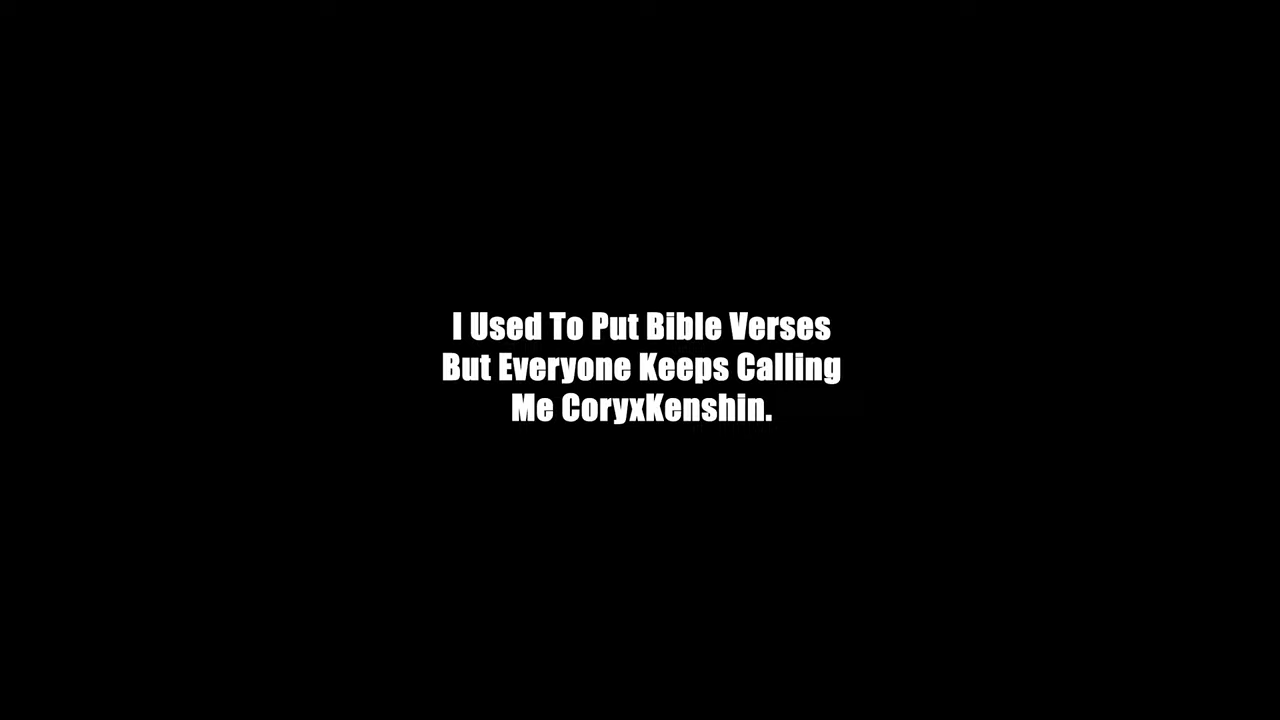 I Used To Put Bible Verses
But Everyone Keeps Calling
Me CoryxKenshin.